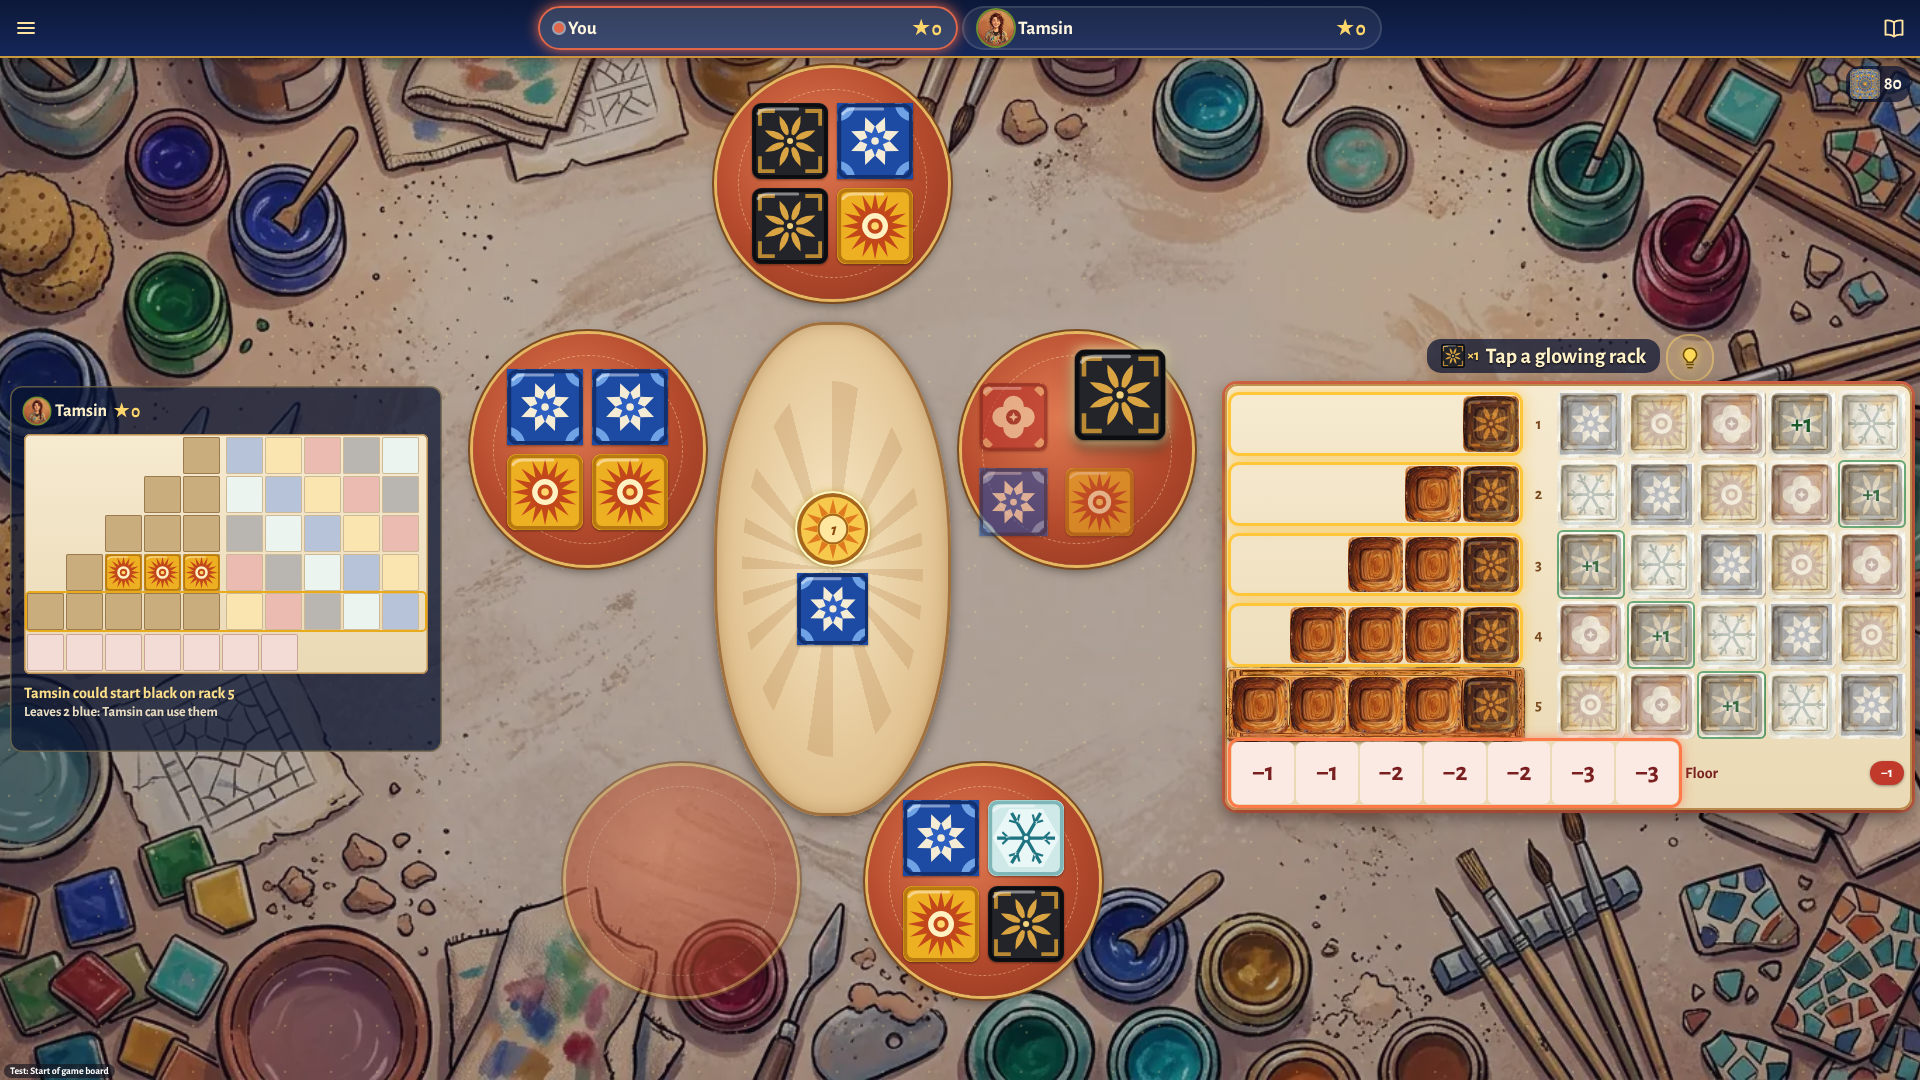 You ★0
Tamsin ★0
80
×1 Tap a glowing rack
Tamsin ★0
1
1 +1
2 +1
3 +1
4 +1
5 +1
-1 -1 -2 -2 -2 -3 -3 Floor -1
Tamsin could start black on rack 5
Leaves 2 blue: Tamsin can use them
Test: Start of game board